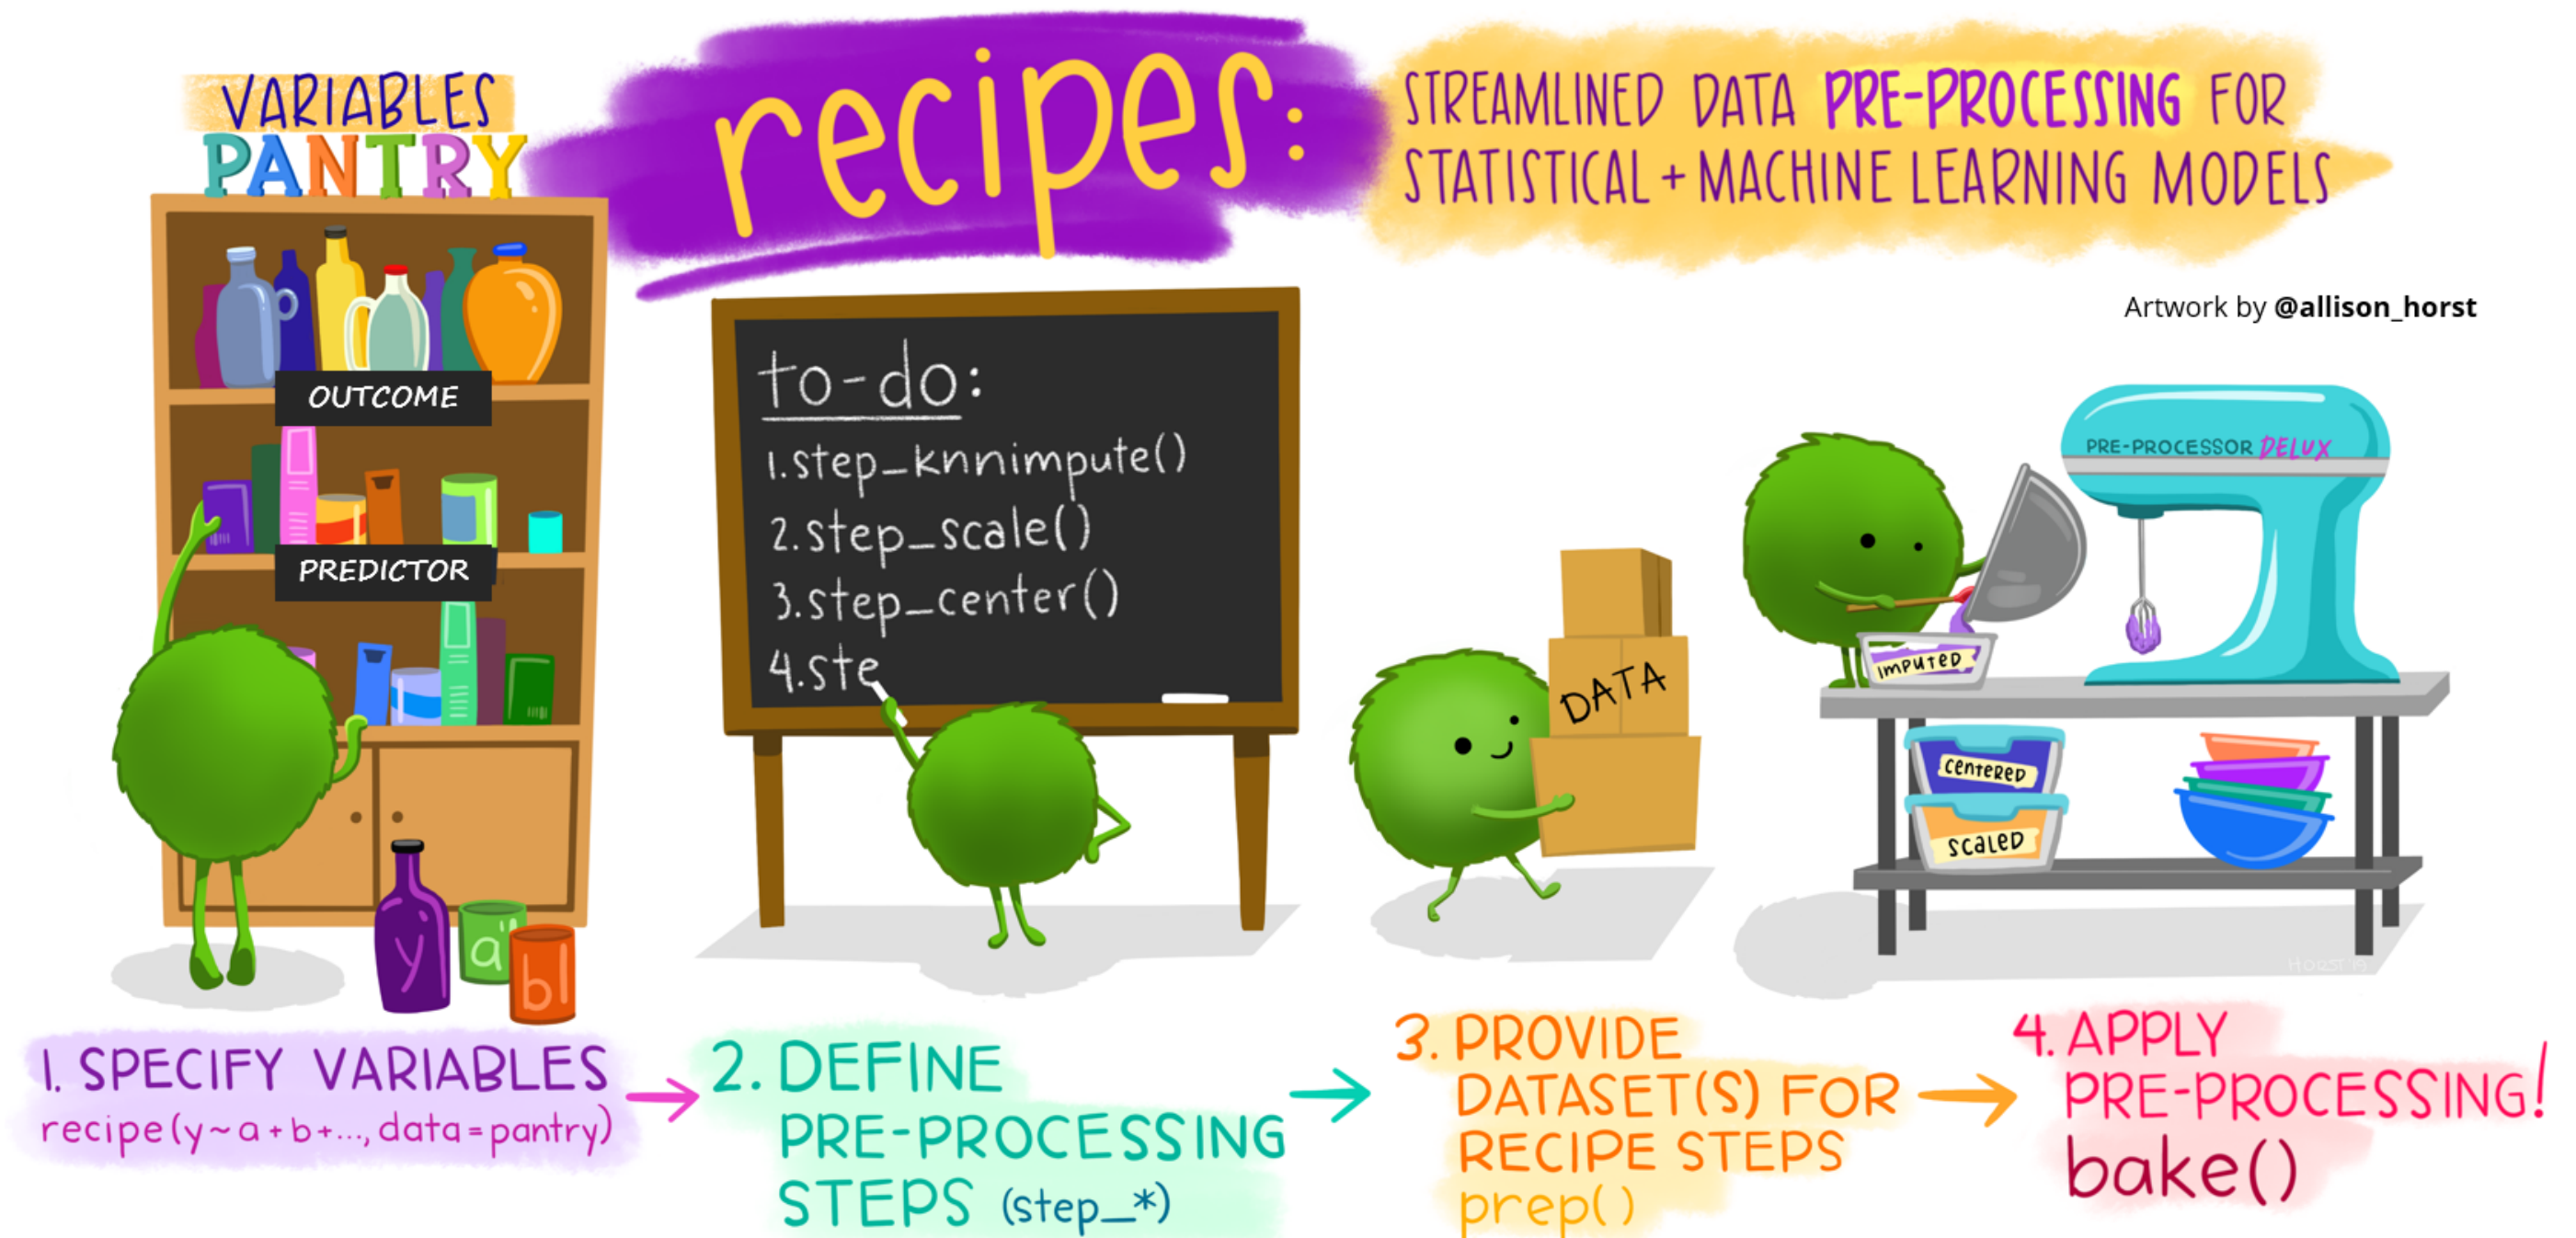 VARIABLES
PANTRY
recipes:
STREAMLINED DATA PRE-PROCESSING FOR
STATISTICAL + MACHINE LEARNING MODELS
Artwork by @allison_horst
OUTCOME
PREDICTOR
y
a
b
to-do:
1.step_knnimpute()
2.step_scale()
3.step_center()
4.ste
DATA
PRE-PROCESSOR DELUX
IMPUTED
CENTERED
SCALED
HORST '19
1. SPECIFY VARIABLES
recipe(y~a+b+..., data=pantry)
2. DEFINE
PRE-PROCESSING
STEPS (step_*)
3. PROVIDE
DATASET(S) FOR
RECIPE STEPS
prep()
4. APPLY
PRE-PROCESSING!
bake()